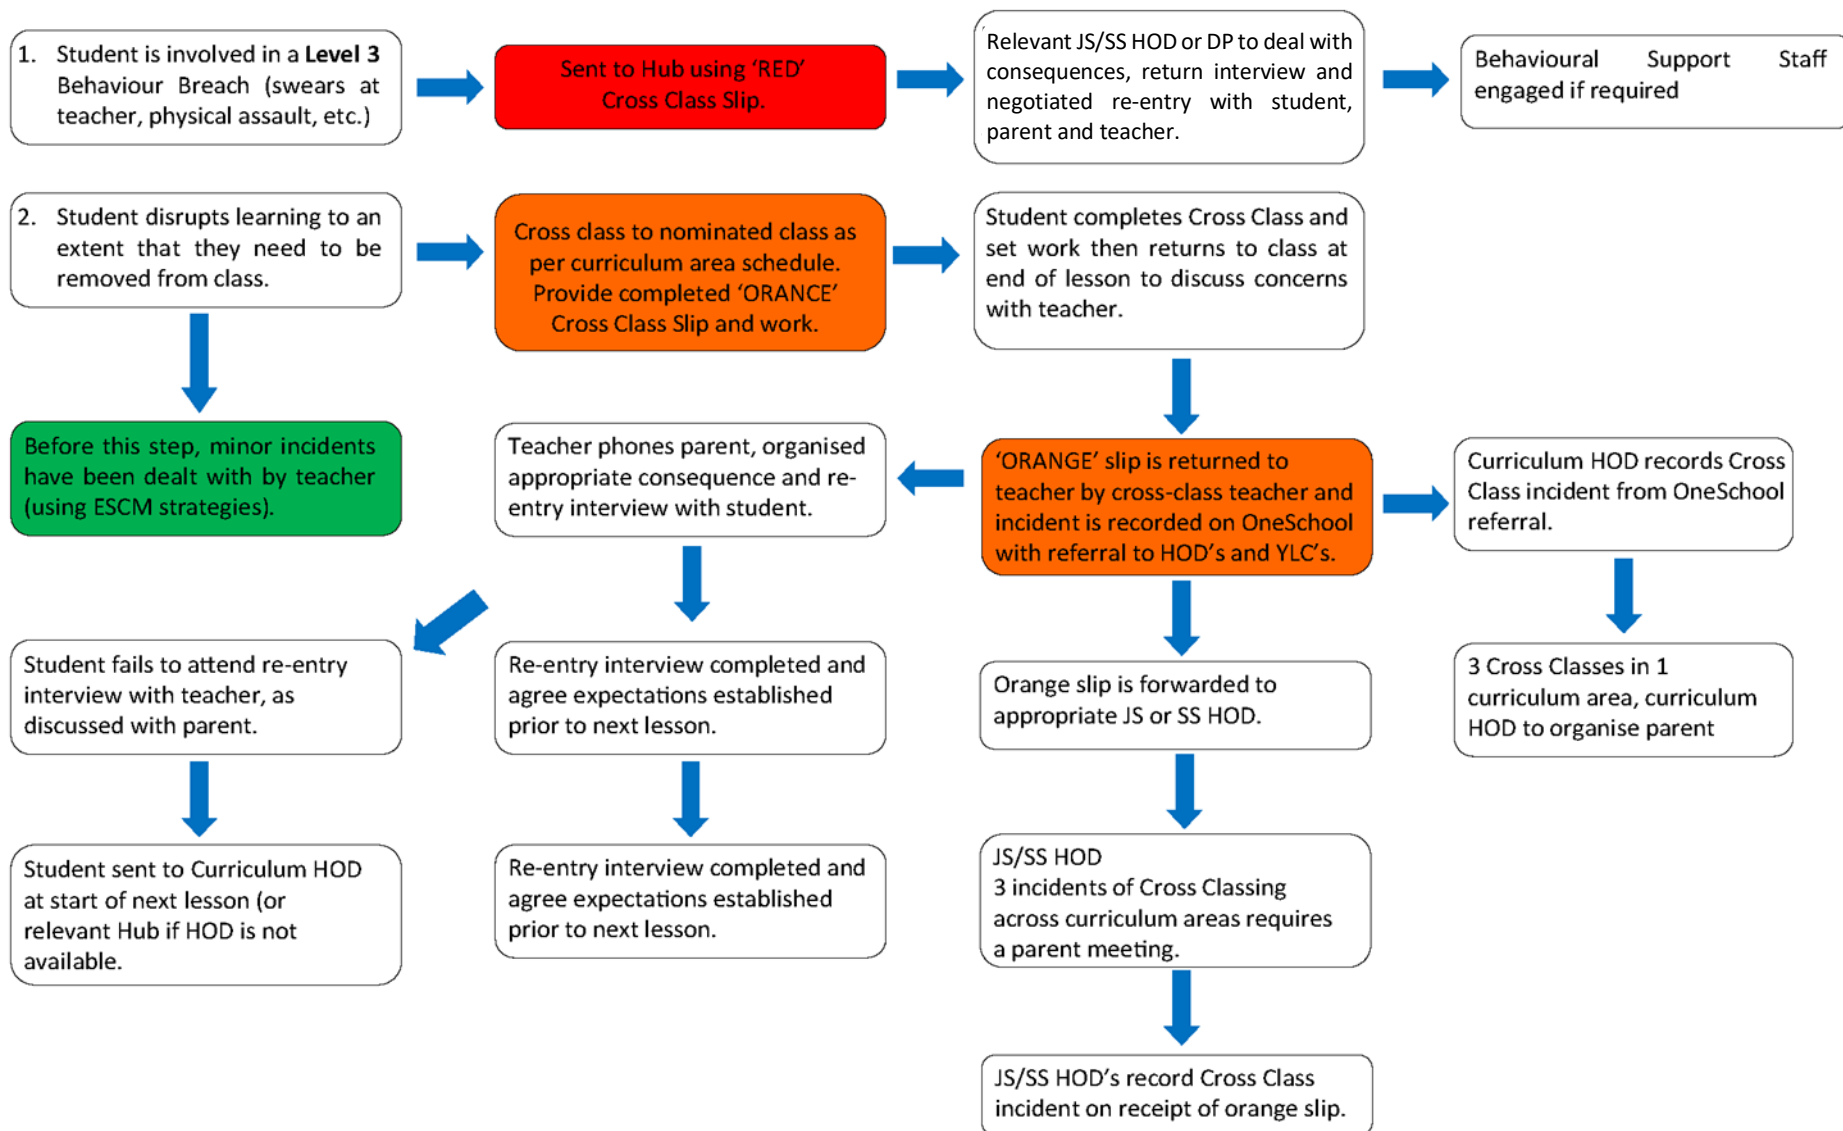 1. Student is involved in a Level 3
Behaviour Breach (swears at
teacher, physical assault, etc.)
Sent to Hub using ‘RED’
Cross Class Slip.
Relevant JS/SS HOD or DP to deal with
consequences, return interview and
negotiated re-entry with student,
parent and teacher.
Behavioural Support Staff
engaged if required
2. Student disrupts learning to an
extent that they need to be
removed from class.
Cross class to nominated class as
per curriculum area schedule.
Provide completed ‘ORANCE’
Cross Class Slip and work.
Student completes Cross Class and
set work then returns to class at
end of lesson to discuss concerns
with teacher.
Before this step, minor incidents
have been dealt with by teacher
(using ESCM strategies).
Teacher phones parent, organised
appropriate consequence and re-
entry interview with student.
‘ORANGE’ slip is returned to
teacher by cross-class teacher and
incident is recorded on OneSchool
with referral to HOD’s and YLC’s.
Curriculum HOD records Cross
Class incident from OneSchool
referral.
Student fails to attend re-entry
interview with teacher, as
discussed with parent.
Re-entry interview completed and
agree expectations established
prior to next lesson.
Orange slip is forwarded to
appropriate JS or SS HOD.
3 Cross Classes in 1
curriculum area, curriculum
HOD to organise parent
Student sent to Curriculum HOD
at start of next lesson (or
relevant Hub if HOD is not
available.
Re-entry interview completed and
agree expectations established
prior to next lesson.
JS/SS HOD
3 incidents of Cross Classing
across curriculum areas requires
a parent meeting.
JS/SS HOD’s record Cross Class
incident on receipt of orange slip.